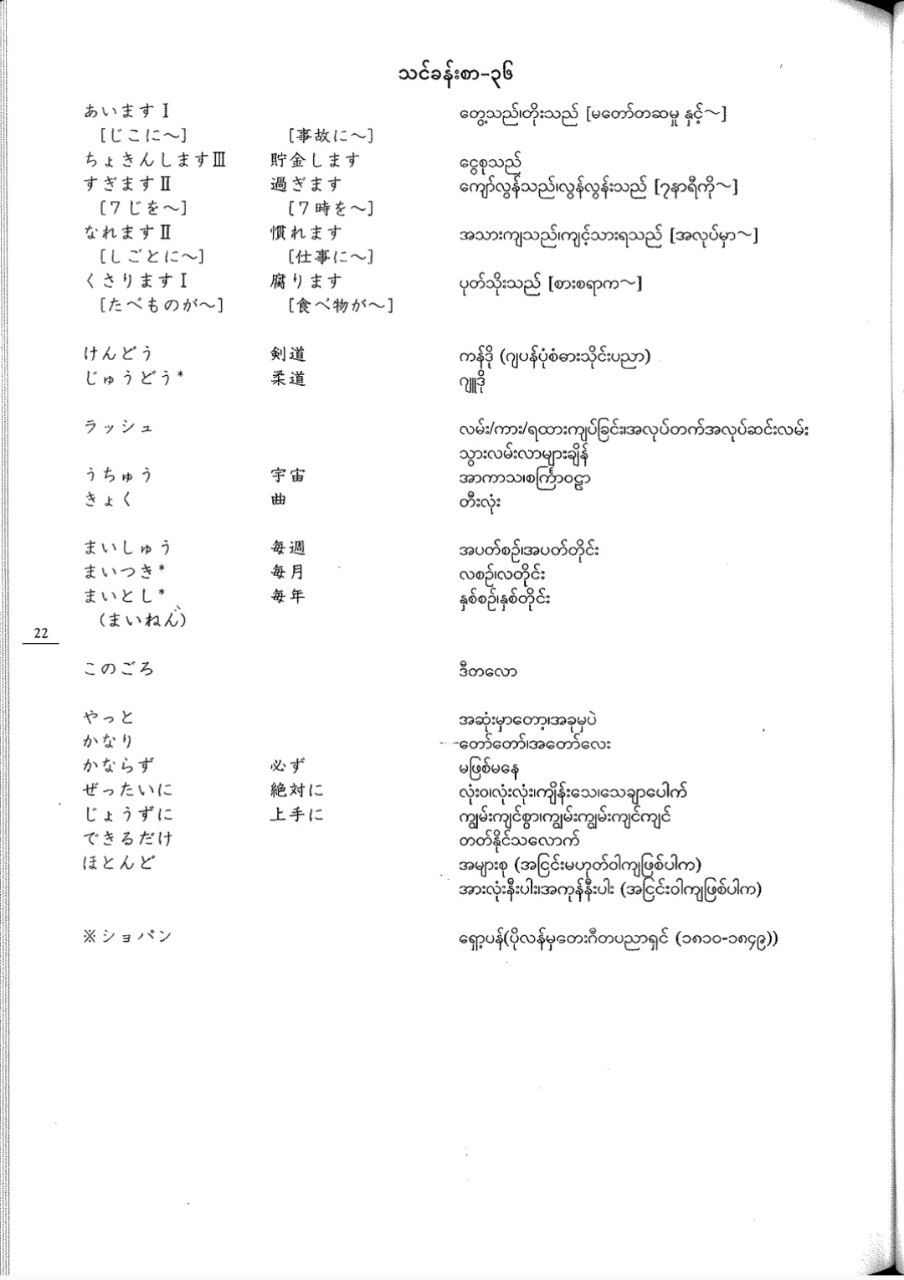 သင်ခန်းစာ-၃၆
あいますⅠ တွေ့သည်၊တိုးသည် [မတော်တဆမှု နှင့်～]
[じこに～] [事故に～]
ちょきんしますⅢ 貯金します ငွေစုသည်
すぎますⅡ 過ぎます ကျော်လွန်သည်၊လွန်လွန်းသည် [၇နာရီကို～]
[７じを～] [７時を～]
なれますⅡ 慣れます အသားကျသည်၊ကျင့်သားရသည် [အလုပ်မှာ～]
[しごとに～] [仕事に～]
くさりますⅠ 腐ります ပုတ်သိုးသည် [စားစရာက～]
[たべものが～] [食べ物が～]
けんどう 剣道 ကန်ဒို (ဂျပန်ပုံစံဓားသိုင်းပညာ)
じゅうどう* 柔道 ဂျူဒို
ラッシュ လမ်း/ကား/ရထားကျပ်ခြင်း၊အလုပ်တက်အလုပ်ဆင်းလမ်း
သွားလမ်းလာများချိန်
うちゅう 宇宙 အာကာသ၊စင်္ကြာဝဠာ
きょく 曲 တီးလုံး
まいしゅう 毎週 အပတ်စဉ်၊အပတ်တိုင်း
まいつき* 毎月 လစဉ်၊လတိုင်း
まいとし* 毎年 နှစ်စဉ်၊နှစ်တိုင်း
(まいねん)
22
このごろ ဒီတလော
やっと အဆုံးမှာတော့၊အခုမှပဲ
かなり တော်တော်၊အတော်လေး
かならず 必ず မဖြစ်မနေ
ぜったいに 絶対に လုံးဝ၊လုံးလုံး၊ကျိန်းသေ၊သေချာပေါက်
じょうずに 上手に ကျွမ်းကျင်စွာ၊ကျွမ်းကျွမ်းကျင်ကျင်
できるだけ တတ်နိုင်သလောက်
ほとんど အများစု (အငြင်းမဟုတ်ဝါကျဖြစ်ပါက)
အားလုံးနီးပါး၊အကုန်နီးပါး (အငြင်းဝါကျဖြစ်ပါက)
※ショパン ရှော့ပန်(ပိုလန်မှတေးဂီတပညာရှင် (၁၈၁၀-၁၈၄၉))